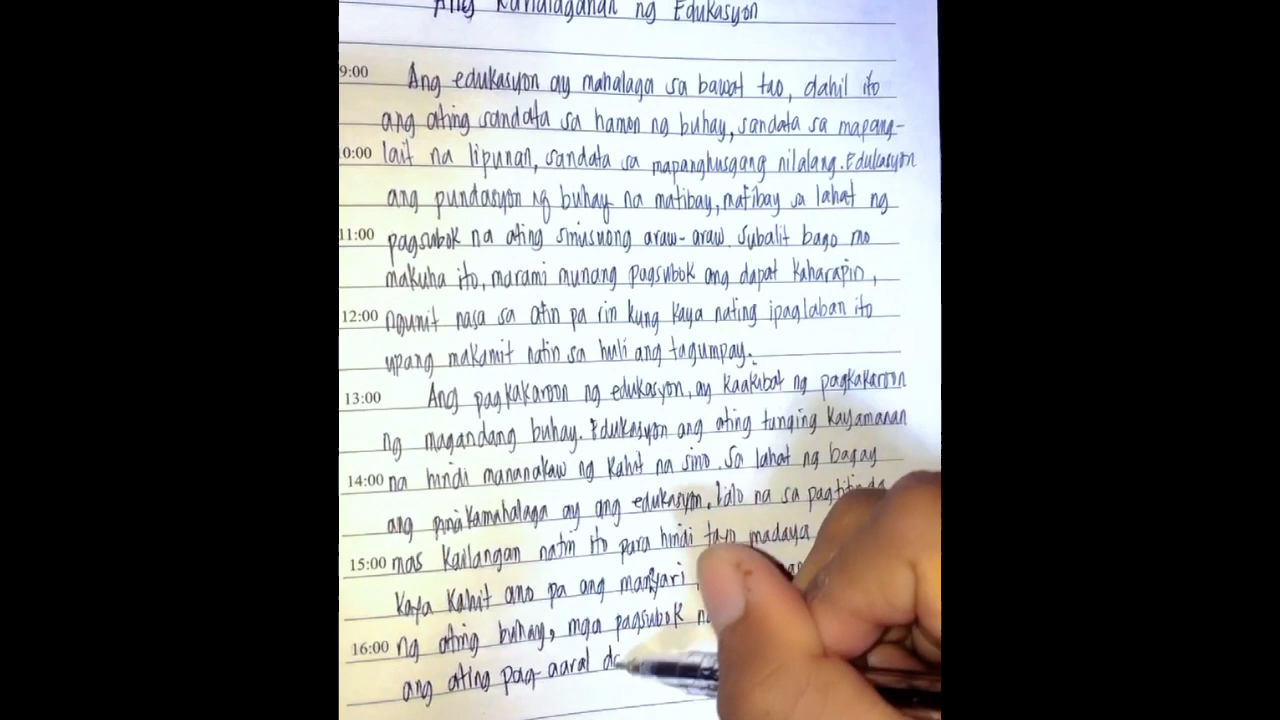 Ang Kahalagahan ng Edukasyon
9:00 Ang edukasyon ay mahalaga sa bawat tao, dahil ito
ang ating sandata sa hamon ng buhay, sandata sa mapang-
10:00 lait na lipunan, sandata sa mapanghusgang nilalang. Edukasyon
ang pundasyon ng buhay na matibay, matibay sa lahat ng
11:00 pagsubok na ating sinusuong araw-araw. Subalit bago mo
makuha ito, marami munang pagsubok ang dapat kaharapin,
12:00 ngunit nasa sa atin pa rin kung kaya nating ipaglaban ito
upang makamit natin sa huli ang tagumpay.
13:00 Ang pagkakaroon ng edukasyon, ay kaakibat ng pagkakaroon
ng magandang buhay. Edukasyon ang ating tunging kayamanan
14:00 na hindi mananakaw ng kahit na sino. Sa lahat ng bagay
ang pinakamahalaga ay ang edukasyon, lalo na sa pagtitinda
15:00 mas kailangan natin ito para hindi tayo madaya
kaya kahit ano pa ang mangyari
16:00 ng ating buhay, mga pagsubok
ang ating pag-aaral